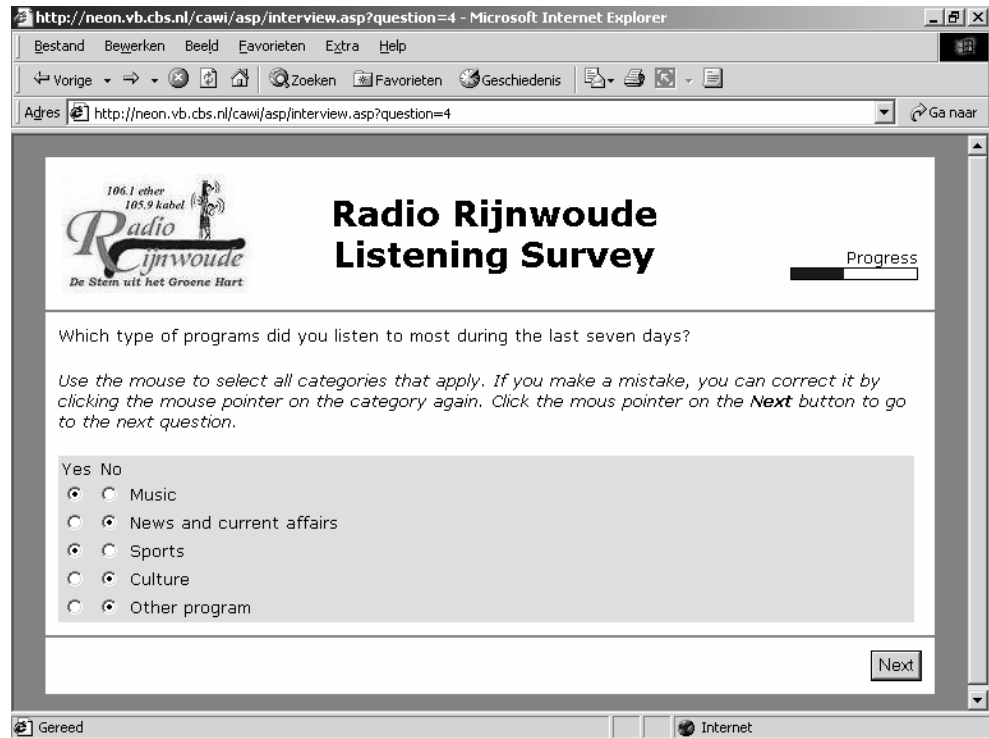 http://neon.vb.cbs.nl/cawi/asp/interview.asp?question=4 - Microsoft Internet Explorer
Bestand Bewerken Beeld Favorieten Extra Help
Vorige Zoeken Favorieten Geschiedenis
Adres http://neon.vb.cbs.nl/cawi/asp/interview.asp?question=4 Ga naar
106.1 ether
105.9 kabel
Radio
Rijnwoude
De Stem uit het Groene Hart
Radio Rijnwoude
Listening Survey
Progress
Which type of programs did you listen to most during the last seven days?
Use the mouse to select all categories that apply. If you make a mistake, you can correct it by
clicking the mouse pointer on the category again. Click the mous pointer on the Next button to go
to the next question.
Yes No
Music
News and current affairs
Sports
Culture
Other program
Next
Gereed Internet